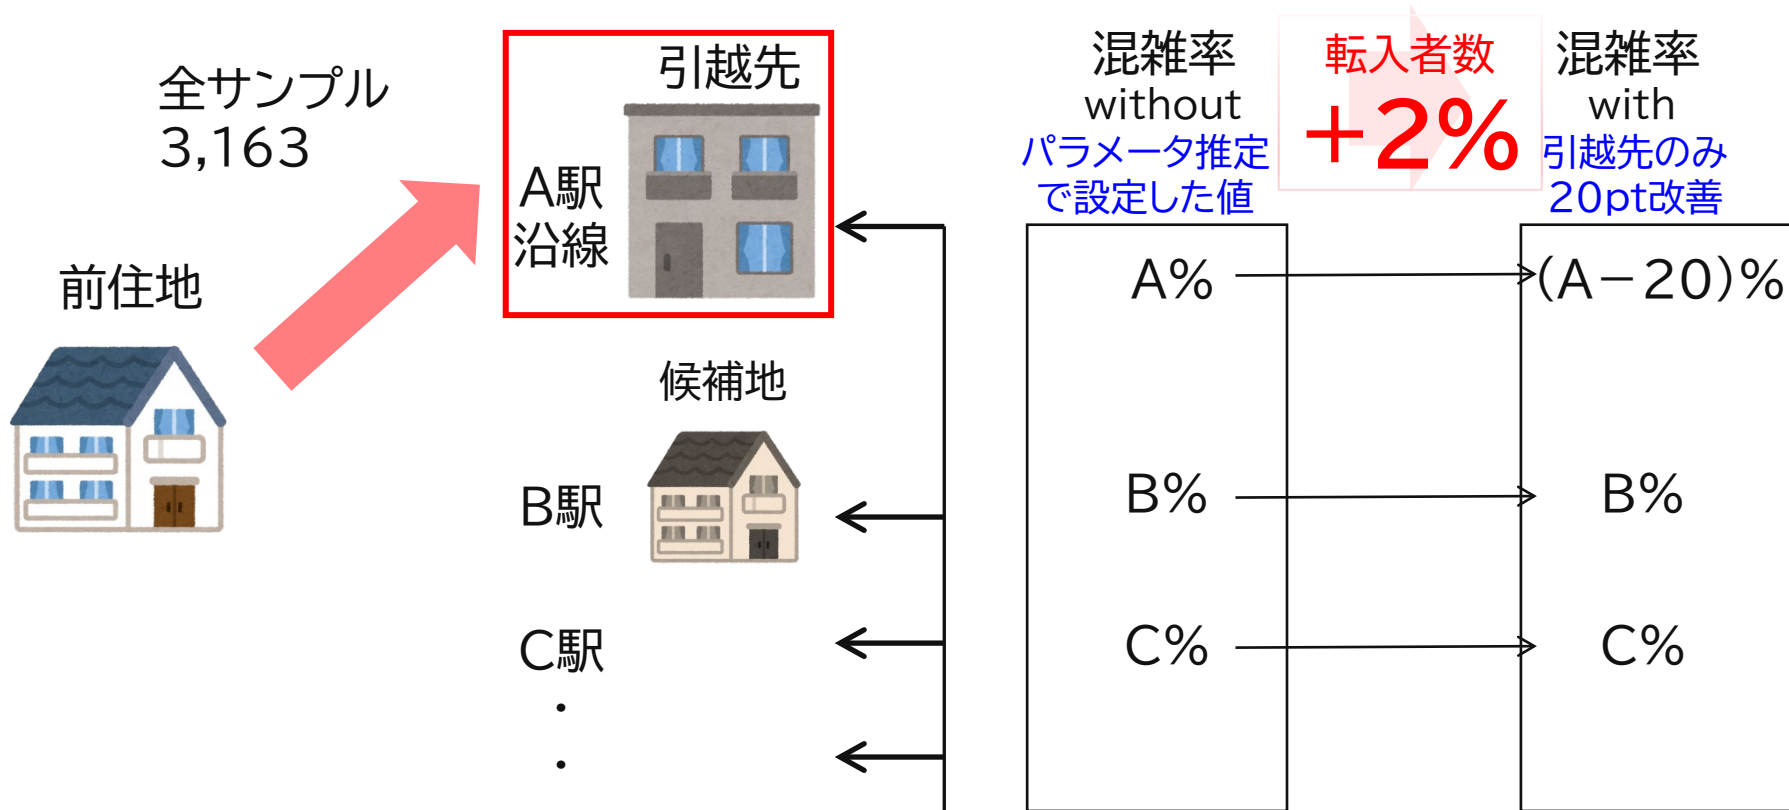 全サンプル
3,163
前住地
引越先
A駅
沿線
候補地
B駅
C駅
・
・
混雑率
without
パラメータ推定
で設定した値
転入者数
+2%
混雑率
with
引越先のみ
20pt改善
A%
(A−20)%
B%
B%
C%
C%